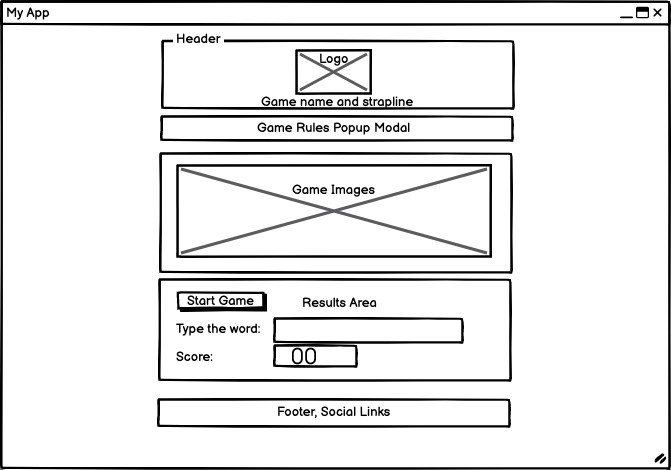 My App
Header
Logo
Game name and strapline
Game Rules Popup Modal
Game Images
Start Game
Results Area
Type the word:
Score:
00
Footer, Social Links